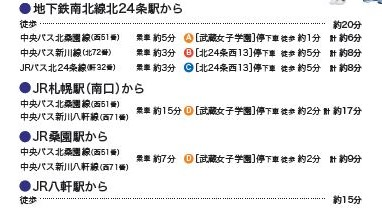 ●地下鉄南北線北24条駅から
徒歩 約20分
中央バス北桑園線(西51番) 乗車 約5分 A [武蔵女子学園]停下車 徒歩 約1分 計 約6分
中央バス新川線(北72番) 乗車 約3分 B [北24条西13]停下車 徒歩 約5分 計 約8分
JRバス北24条線(軒32番) 乗車 約3分 C [北24条西13]停下車 徒歩 約5分 計 約8分
●JR札幌駅(南口)から
中央バス北桑園線(西51番)
中央バス新川八軒線(西71番) 乗車 約15分 D [武蔵女子学園]停下車 徒歩 約2分 計 約17分
●JR桑園駅から
中央バス北桑園線(西51番)
中央バス新川八軒線(西71番) 乗車 約7分 D [武蔵女子学園]停下車 徒歩 約2分 計 約9分
●JR八軒駅から
徒歩 約15分